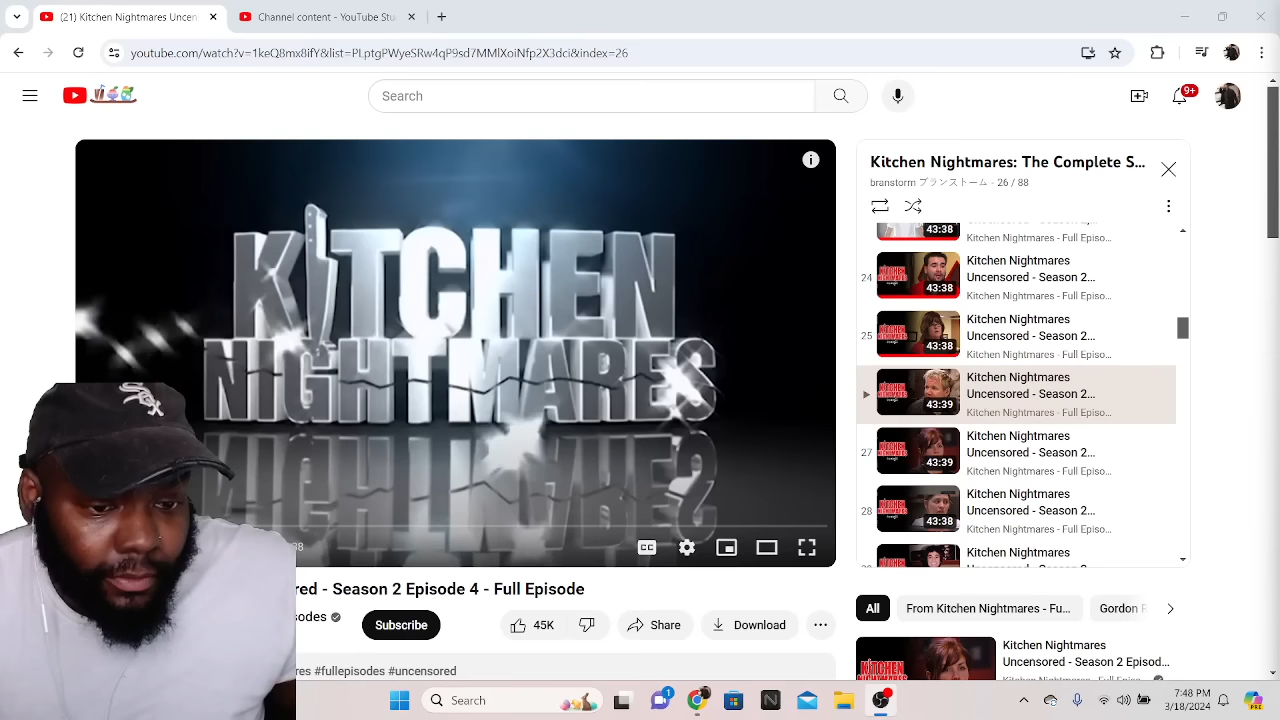 (21) Kitchen Nightmares Uncen
Channel content - YouTube Stu
youtube.com/watch?v=1keQ8mx8ifY&list=PLptgPWyeSRw4qP9sd7vMlXdNfnp2X3dci&index=26
Search
9+
KITCHEN
NIGHTMARES
Kitchen Nightmares: The Complete S...
branstorm ブランストーム - 26 / 88
43:38
Kitchen Nightmares - Full Episo...
24
Kitchen Nightmares
Uncensored - Season 2...
43:38
Kitchen Nightmares - Full Episo...
25
Kitchen Nightmares
Uncensored - Season 2...
43:38
Kitchen Nightmares - Full Episo...
Kitchen Nightmares
Uncensored - Season 2...
43:39
Kitchen Nightmares - Full Episo...
27
Kitchen Nightmares
Uncensored - Season 2...
43:39
Kitchen Nightmares - Full Episo...
28
Kitchen Nightmares
Uncensored - Season 2...
43:38
Kitchen Nightmares - Full Episo...
Kitchen Nightmares
red - Season 2 Episode 4 - Full Episode
sodes
Subscribe
45K
Share
Download
res #fullepisodes #uncensored
All
From Kitchen Nightmares - Fu...
Gordon R
Kitchen Nightmares
Uncensored - Season 2 Episod...
KITCHEN
Search
1
7:48 PM
3/18/2024